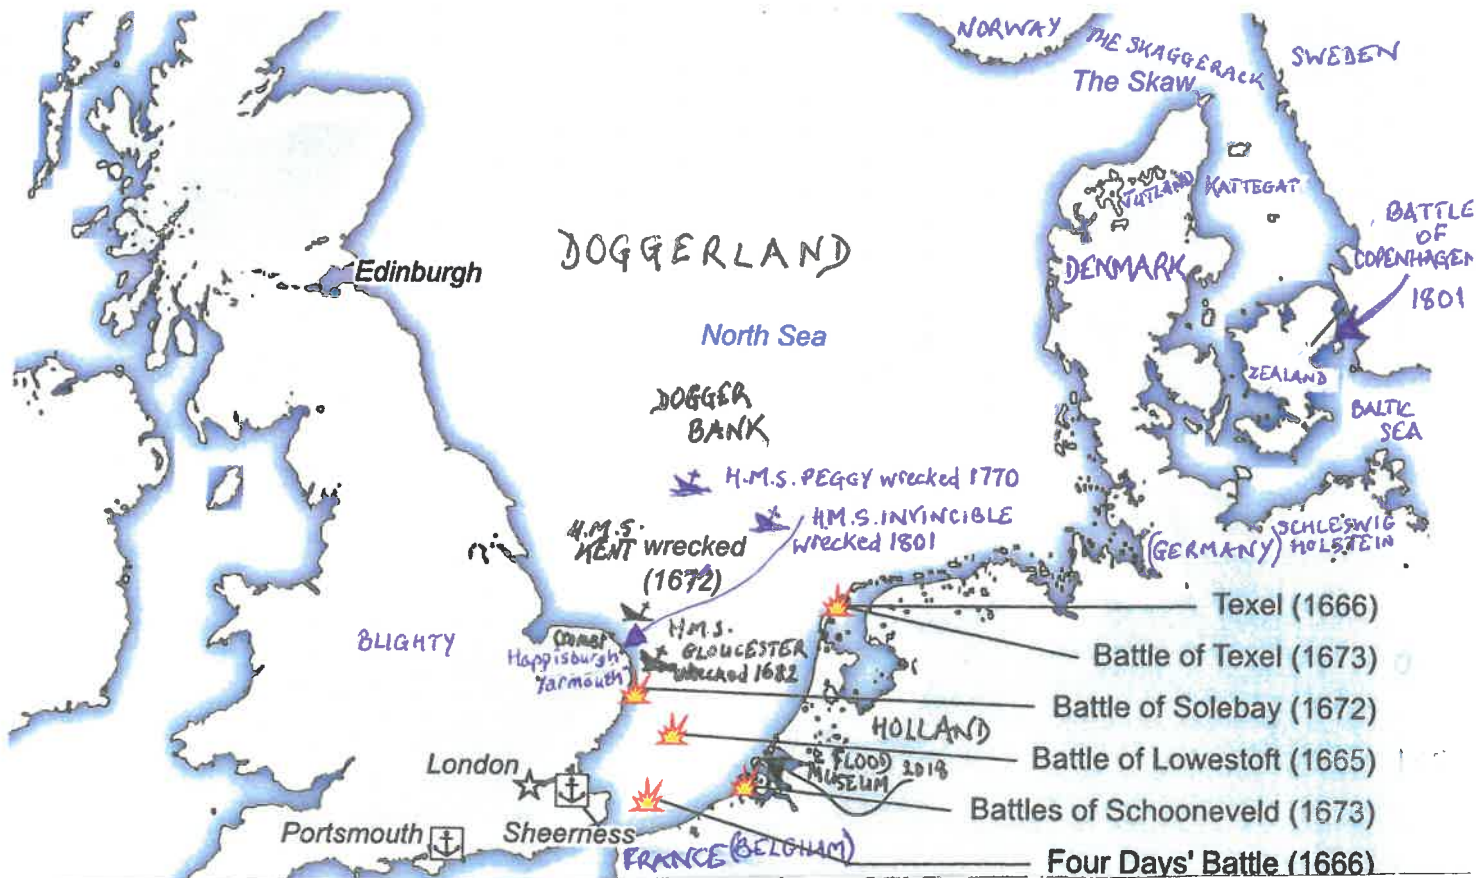 NORWAY
THE SKAGGERACK
SWEDEN
The Skaw
JUTLAND
KATTEGAT
BATTLE
OF
COPENHAGEN
1801
DOGGERLAND
DENMARK
Edinburgh
North Sea
ZEALAND
DOGGER
BANK
BALTIC
SEA
H.M.S. PEGGY wrecked 1770
H.M.S. INVINCIBLE
wrecked 1801
H.M.S.
KENT wrecked
(1672)
(GERMANY)
SCHLESWIG
HOLSTEIN
Texel (1666)
BLIGHTY
Cromer
Happisburgh
Yarmouth
H.M.S.
GLOUCESTER
wrecked 1682
Battle of Texel (1673)
Battle of Solebay (1672)
HOLLAND
FLOOD
MUSEUM 2018
Battle of Lowestoft (1665)
London
Battles of Schooneveld (1673)
Portsmouth
Sheerness
FRANCE (BELGIUM)
Four Days' Battle (1666)